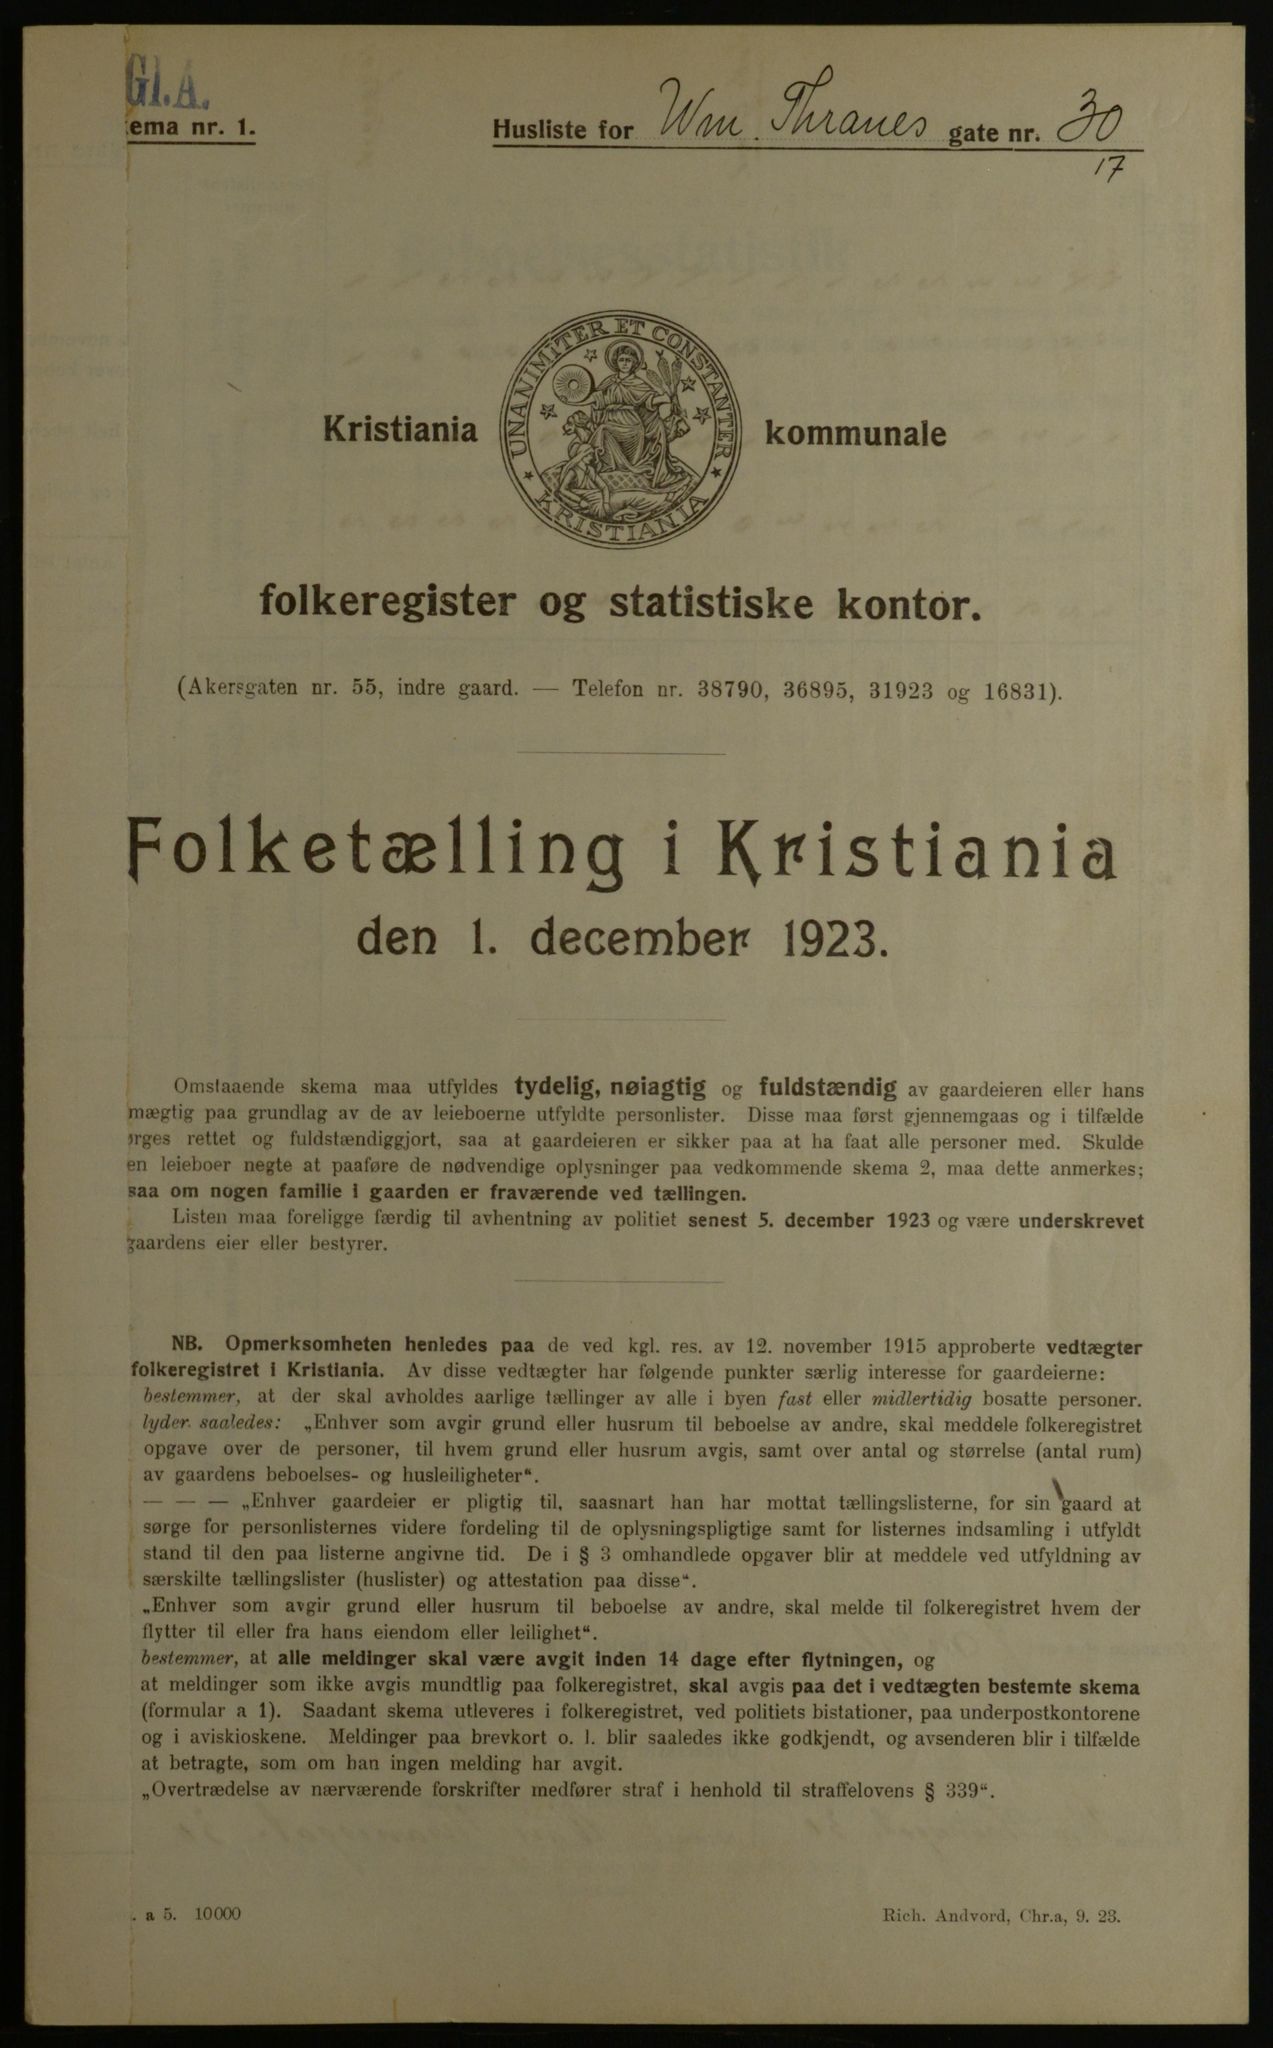 Gl. A.
ema nr. 1.
Husliste for Wm. Thranes gate nr. 30
17
UNANIMITER ET CONSTANTER
KRISTIANIA
Kristiania kommunale
folkeregister og statistiske kontor.
(Akersgaten nr. 55, indre gaard. — Telefon nr. 38790, 36895, 31923 og 16831).
Folketælling i Kristiania
den 1. december 1923.
Omstaaende skema maa utfyldes tydelig, nøiagtig og fuldstændig av gaardeieren eller hans
mægtig paa grundlag av de av leieboerne utfyldte personlister. Disse maa først gjennemgaas og i tilfælde
ørges rettet og fuldstændiggjort, saa at gaardeieren er sikker paa at ha faat alle personer med. Skulde
en leieboer negte at paaføre de nødvendige oplysninger paa vedkommende skema 2, maa dette anmerkes;
saa om nogen familie i gaarden er fraværende ved tællingen.
Listen maa foreligge færdig til avhentning av politiet senest 5. december 1923 og være underskrevet
gaardens eier eller bestyrer.
NB. Opmerksomheten henledes paa de ved kgl. res. av 12. november 1915 approberte vedtægter
folkeregistret i Kristiania. Av disse vedtægter har følgende punkter særlig interesse for gaardeierne:
bestemmer, at der skal avholdes aarlige tællinger av alle i byen fast eller midlertidig bosatte personer.
lyder saaledes: „Enhver som avgir grund eller husrum til beboelse av andre, skal meddele folkeregistret
opgave over de personer, til hvem grund eller husrum avgis, samt over antal og størrelse (antal rum)
av gaardens beboelses- og husleiligheter“.
— — — „Enhver gaardeier er pligtig til, saasnart han har mottat tællingslisterne, for sin gaard at
sørge for personlisternes videre fordeling til de oplysningspligtige samt for listernes indsamling i utfyldt
stand til den paa listerne angivne tid. De i § 3 omhandlede opgaver blir at meddele ved utfyldning av
særskilte tællingslister (huslister) og attestation paa disse“.
„Enhver som avgir grund eller husrum til beboelse av andre, skal melde til folkeregistret hvem der
flytter til eller fra hans eiendom eller leilighet“.
bestemmer, at alle meldinger skal være avgit inden 14 dage efter flytningen, og
at meldinger som ikke avgis mundtlig paa folkeregistret, skal avgis paa det i vedtægten bestemte skema
(formular a 1). Saadant skema utleveres i folkeregistret, ved politiets bistationer, paa underpostkontorene
og i aviskioskene. Meldinger paa brevkort o. l. blir saaledes ikke godkjendt, og avsenderen blir i tilfælde
at betragte, som om han ingen melding har avgit.
„Overtrædelse av nærværende forskrifter medfører straf i henhold til straffelovens § 339“.
. a 5. 10000
Rich. Andvord, Chr.a, 9. 23.